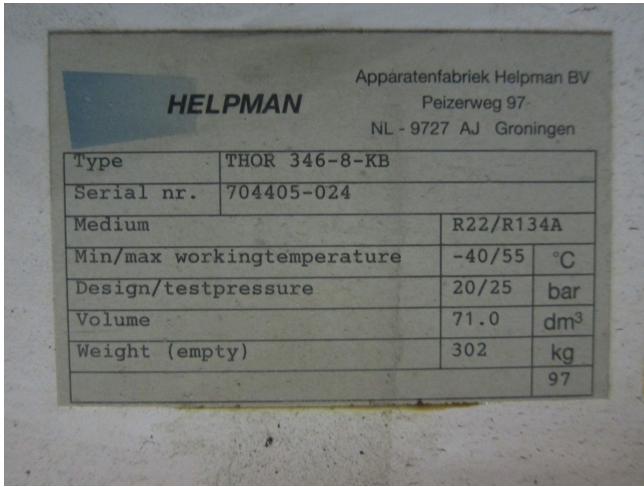 HELPMAN
Apparatenfabriek Helpman BV
Peizerweg 97
NL - 9727 AJ Groningen
Type THOR 346-8-KB
Serial nr. 704405-024
Medium R22/R134A
Min/max workingtemperature -40/55 °C
Design/testpressure 20/25 bar
Volume 71.0 dm³
Weight (empty) 302 kg
97